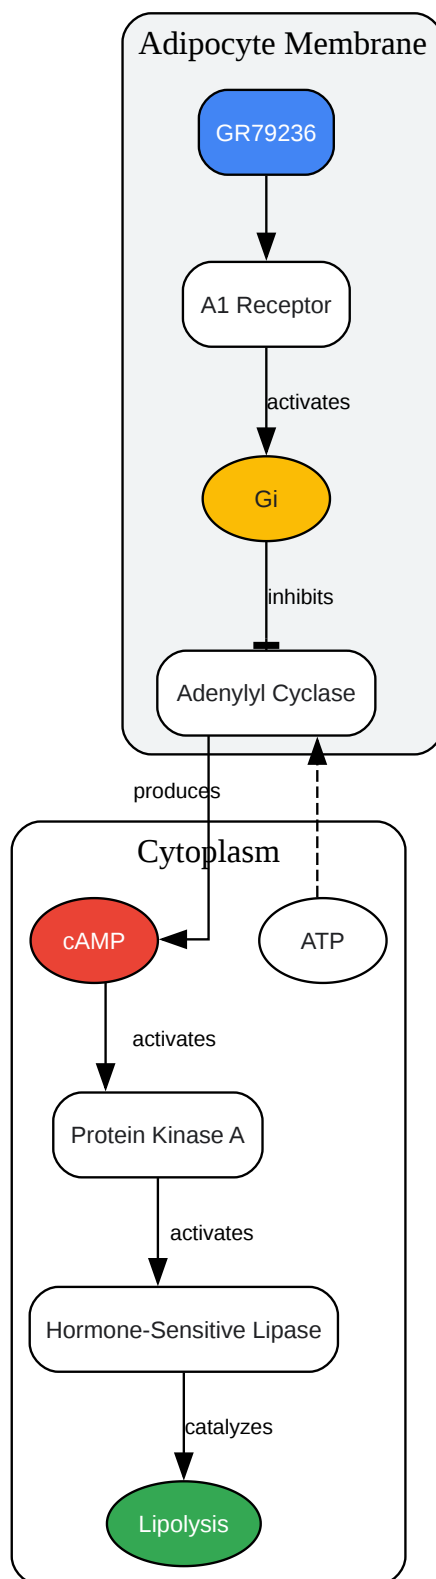 Adipocyte Membrane
GR79236
A1 Receptor
activates
Gi
inhibits
Adenylyl Cyclase
produces
Cytoplasm
cAMP
ATP
activates
Protein Kinase A
activates
Hormone-Sensitive Lipase
catalyzes
Lipolysis